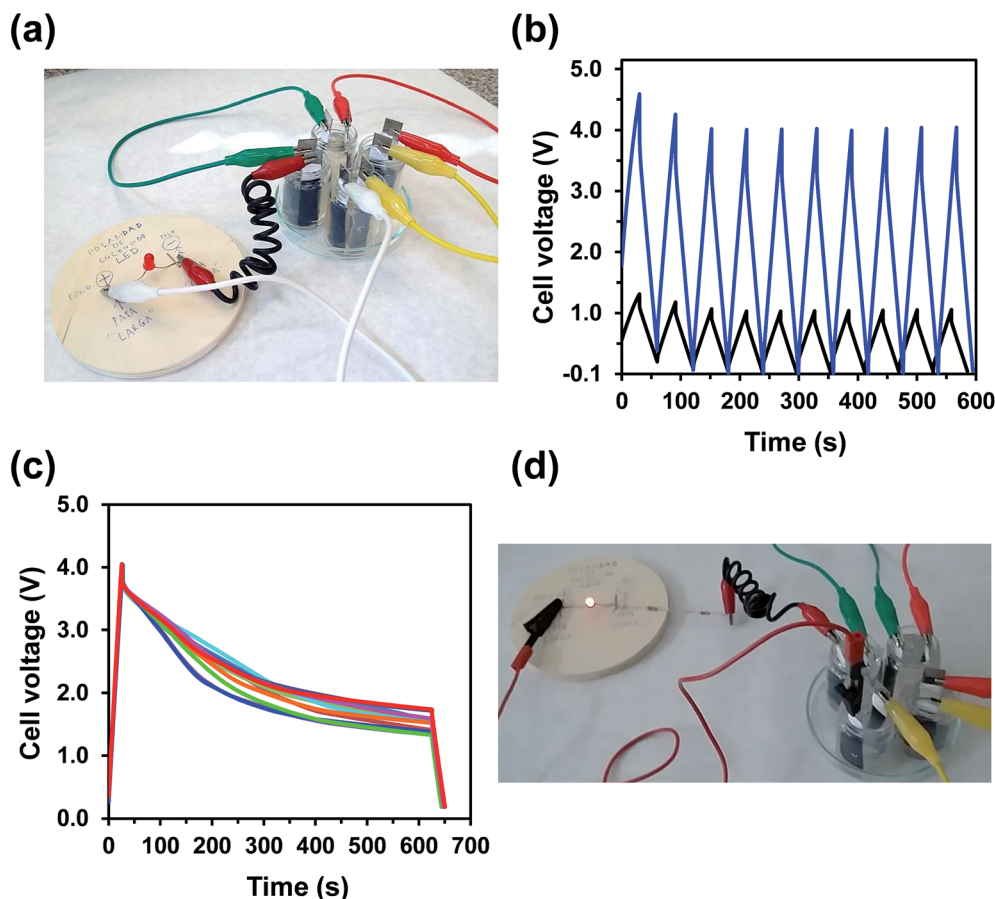 (a)
POLARIDAD
DE
ENCENDIDO
LED
POLO
+
POLO
−
PATA
"LARGA"
(b)
5.0
4.0
3.0
2.0
1.0
-0.1
Cell voltage (V)
0 100 200 300 400 500 600
Time (s)
(c)
5.0
4.0
3.0
2.0
1.0
0.0
Cell voltage (V)
0 100 200 300 400 500 600 700
Time (s)
(d)